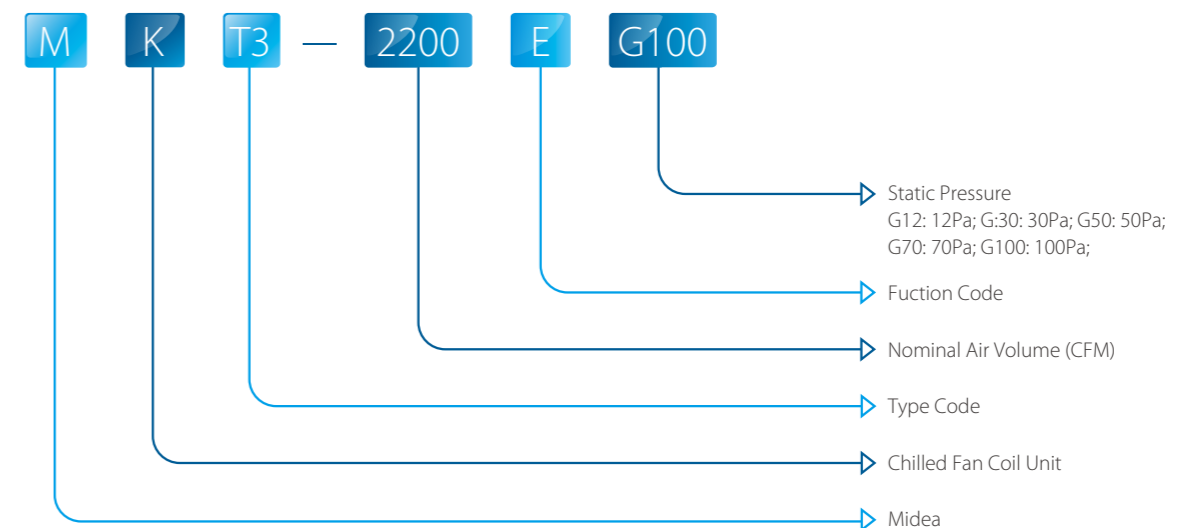 M K T3 — 2200 E G100
Static Pressure
G12: 12Pa; G:30: 30Pa; G50: 50Pa;
G70: 70Pa; G100: 100Pa;
Fuction Code
Nominal Air Volume (CFM)
Type Code
Chilled Fan Coil Unit
Midea